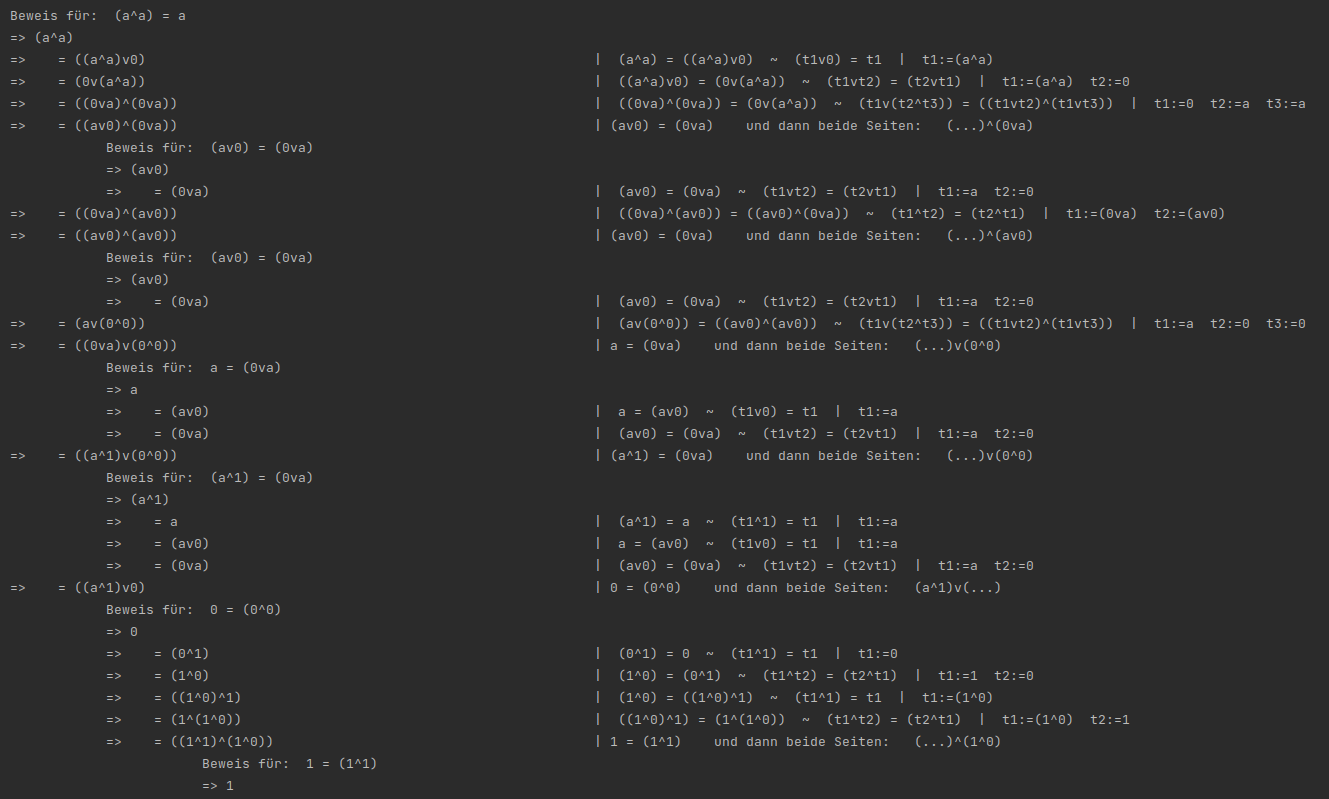 Beweis für:  (a^a) = a
=> (a^a)
=>    = ((a^a)v0)    |  (a^a) = ((a^a)v0)  ~  (t1v0) = t1  |  t1:=(a^a)
=>    = (0v(a^a))    |  ((a^a)v0) = (0v(a^a))  ~  (t1vt2) = (t2vt1)  |  t1:=(a^a)  t2:=0
=>    = ((0va)^(0va))    |  ((0va)^(0va)) = (0v(a^a))  ~  (t1v(t2^t3)) = ((t1vt2)^(t1vt3))  |  t1:=0  t2:=a  t3:=a
=>    = ((av0)^(0va))    | (av0) = (0va)    und dann beide Seiten:   (...)^(0va)
Beweis für:  (av0) = (0va)
=> (av0)
=>    = (0va)    |  (av0) = (0va)  ~  (t1vt2) = (t2vt1)  |  t1:=a  t2:=0
=>    = ((0va)^(av0))    |  ((0va)^(av0)) = ((av0)^(0va))  ~  (t1^t2) = (t2^t1)  |  t1:=(0va)  t2:=(av0)
=>    = ((av0)^(av0))    | (av0) = (0va)    und dann beide Seiten:   (...)^(av0)
Beweis für:  (av0) = (0va)
=> (av0)
=>    = (0va)    |  (av0) = (0va)  ~  (t1vt2) = (t2vt1)  |  t1:=a  t2:=0
=>    = (av(0^0))    |  (av(0^0)) = ((av0)^(av0))  ~  (t1v(t2^t3)) = ((t1vt2)^(t1vt3))  |  t1:=a  t2:=0  t3:=0
=>    = ((0va)v(0^0))    | a = (0va)    und dann beide Seiten:   (...)v(0^0)
Beweis für:  a = (0va)
=> a
=>    = (av0)    |  a = (av0)  ~  (t1v0) = t1  |  t1:=a
=>    = (0va)    |  (av0) = (0va)  ~  (t1vt2) = (t2vt1)  |  t1:=a  t2:=0
=>    = ((a^1)v(0^0))    | (a^1) = (0va)    und dann beide Seiten:   (...)v(0^0)
Beweis für:  (a^1) = (0va)
=> (a^1)
=>    = a    |  (a^1) = a  ~  (t1^1) = t1  |  t1:=a
=>    = (av0)    |  a = (av0)  ~  (t1v0) = t1  |  t1:=a
=>    = (0va)    |  (av0) = (0va)  ~  (t1vt2) = (t2vt1)  |  t1:=a  t2:=0
=>    = ((a^1)v0)    | 0 = (0^0)    und dann beide Seiten:   (a^1)v(...)
Beweis für:  0 = (0^0)
=> 0
=>    = (0^1)    |  (0^1) = 0  ~  (t1^1) = t1  |  t1:=0
=>    = (1^0)    |  (1^0) = (0^1)  ~  (t1^t2) = (t2^t1)  |  t1:=1  t2:=0
=>    = ((1^0)^1)    |  (1^0) = ((1^0)^1)  ~  (t1^1) = t1  |  t1:=(1^0)
=>    = (1^(1^0))    |  ((1^0)^1) = (1^(1^0))  ~  (t1^t2) = (t2^t1)  |  t1:=(1^0)  t2:=1
=>    = ((1^1)^(1^0))    | 1 = (1^1)    und dann beide Seiten:   (...)^(1^0)
Beweis für:  1 = (1^1)
=> 1